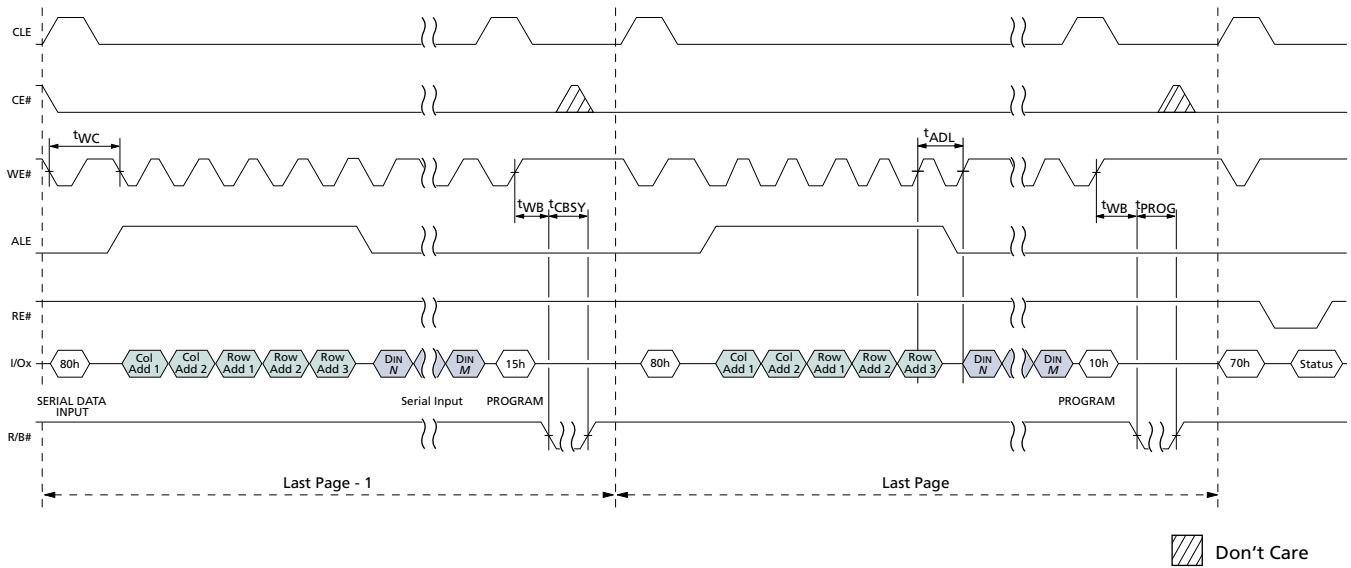 CLE
CE#
tWC
tADL
WE#
tWB tCBSY
tWB tPROG
ALE
RE#
I/Ox
80h
Col Add 1
Col Add 2
Row Add 1
Row Add 2
Row Add 3
DIN N
DIN M
15h
80h
Col Add 1
Col Add 2
Row Add 1
Row Add 2
Row Add 3
DIN N
DIN M
10h
70h
Status
SERIAL DATA
INPUT
Serial Input
PROGRAM
PROGRAM
R/B#
Last Page - 1
Last Page
Don't Care